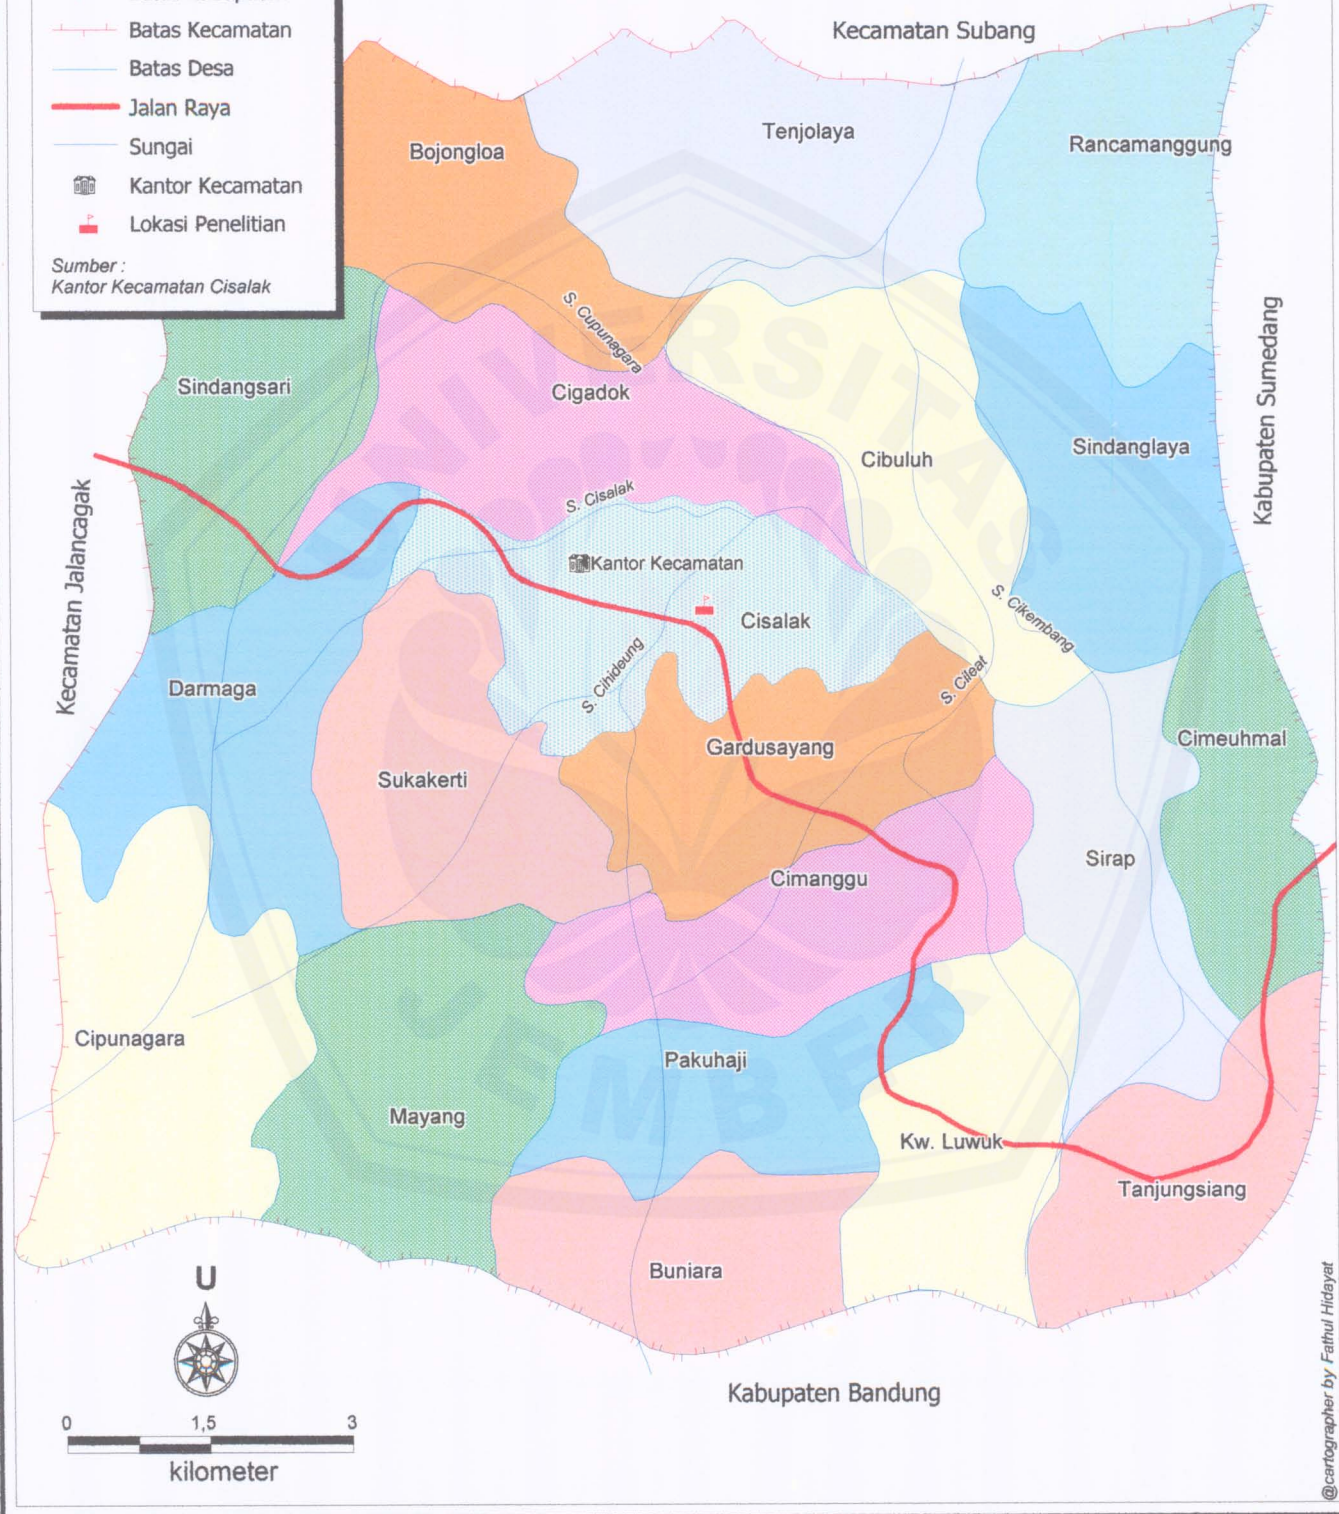 Batas Kecamatan
Batas Desa
Jalan Raya
Sungai
Kantor Kecamatan
Lokasi Penelitian
Sumber :
Kantor Kecamatan Cisalak
Kecamatan Subang
Tenjolaya
Rancamanggung
Bojongloa
S. Cupunagara
Sindangsari
Cigadok
Kabupaten Sumedang
Sindanglaya
Cibuluh
S. Cisalak
Kecamatan Jalancagak
Kantor Kecamatan
Cisalak
S. Cikembang
S. Cihideung
S. Cileat
Darmaga
Gardusayang
Cimeuhmal
Sukakerti
Sirap
Cimanggu
Cipunagara
Pakuhaji
Mayang
Kw. Luwuk
Tanjungsiang
Buniara
UNIVERSITAS
JEMBER
U
Kabupaten Bandung
0 1,5 3
kilometer
@cartographer by Fathul Hidayat